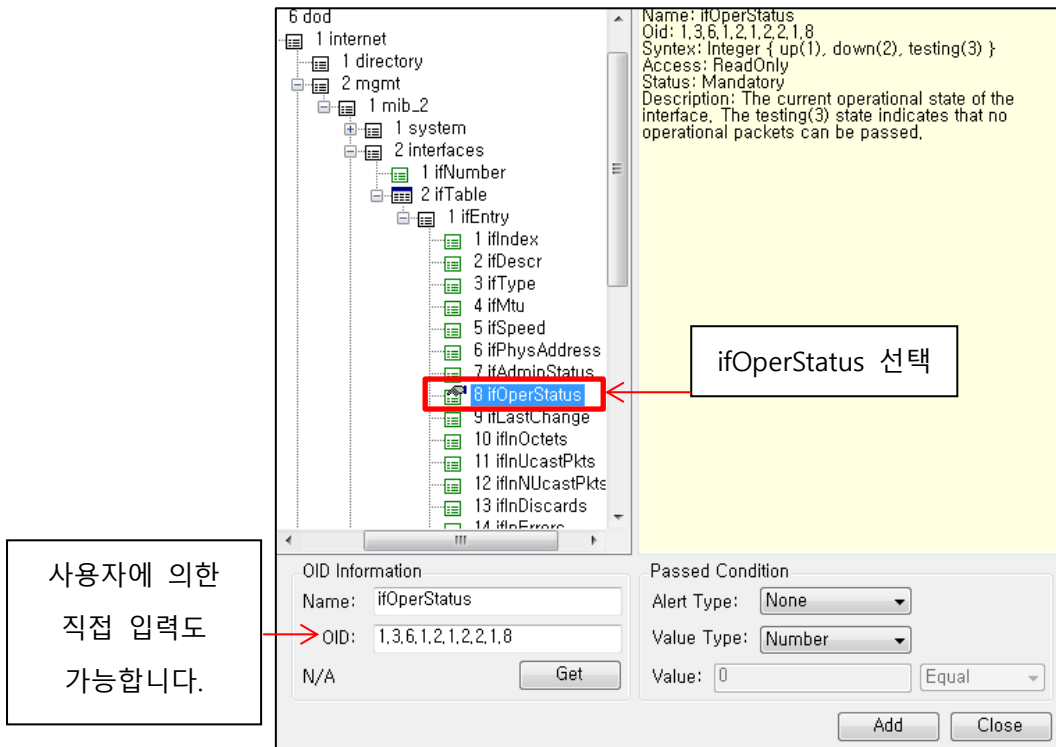 6 dod
1 internet
1 directory
2 mgmt
1 mib_2
1 system
2 interfaces
1 ifNumber
2 ifTable
1 ifEntry
1 ifIndex
2 ifDescr
3 ifType
4 ifMtu
5 ifSpeed
6 ifPhysAddress
7 ifAdminStatus
8 ifOperStatus
9 ifLastChange
10 ifInOctets
11 ifInUcastPkts
12 ifInNUcastPkts
13 ifInDiscards
14 ifInErrors
Name: ifOperStatus
Oid: 1.3.6.1.2.1.2.2.1.8
Syntex: Integer { up(1), down(2), testing(3) }
Access: ReadOnly
Status: Mandatory
Description: The current operational state of the
interface. The testing(3) state indicates that no
operational packets can be passed.
ifOperStatus 선택
사용자에 의한
직접 입력도
가능합니다.
OID Information
Name: ifOperStatus
OID: 1.3.6.1.2.1.2.2.1.8
N/A Get
Passed Condition
Alert Type: None
Value Type: Number
Value: 0 Equal
Add Close